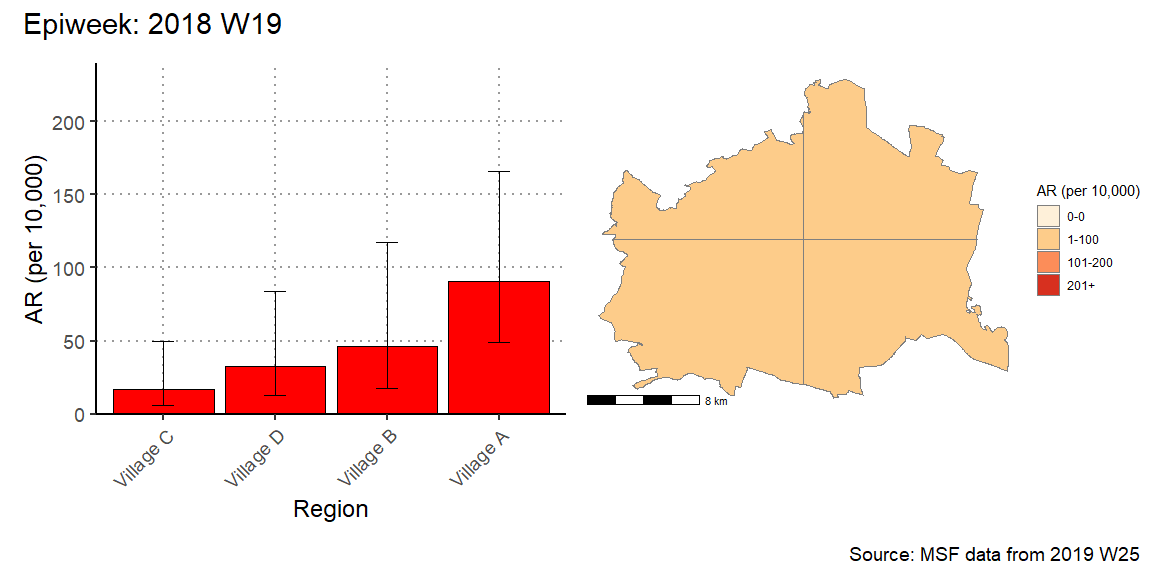 Epiweek: 2018 W19
AR (per 10,000)
200
150
100
50
0
Village C
Village D
Village B
Village A
Region
8 km
AR (per 10,000)
0-0
1-100
101-200
201+
Source: MSF data from 2019 W25